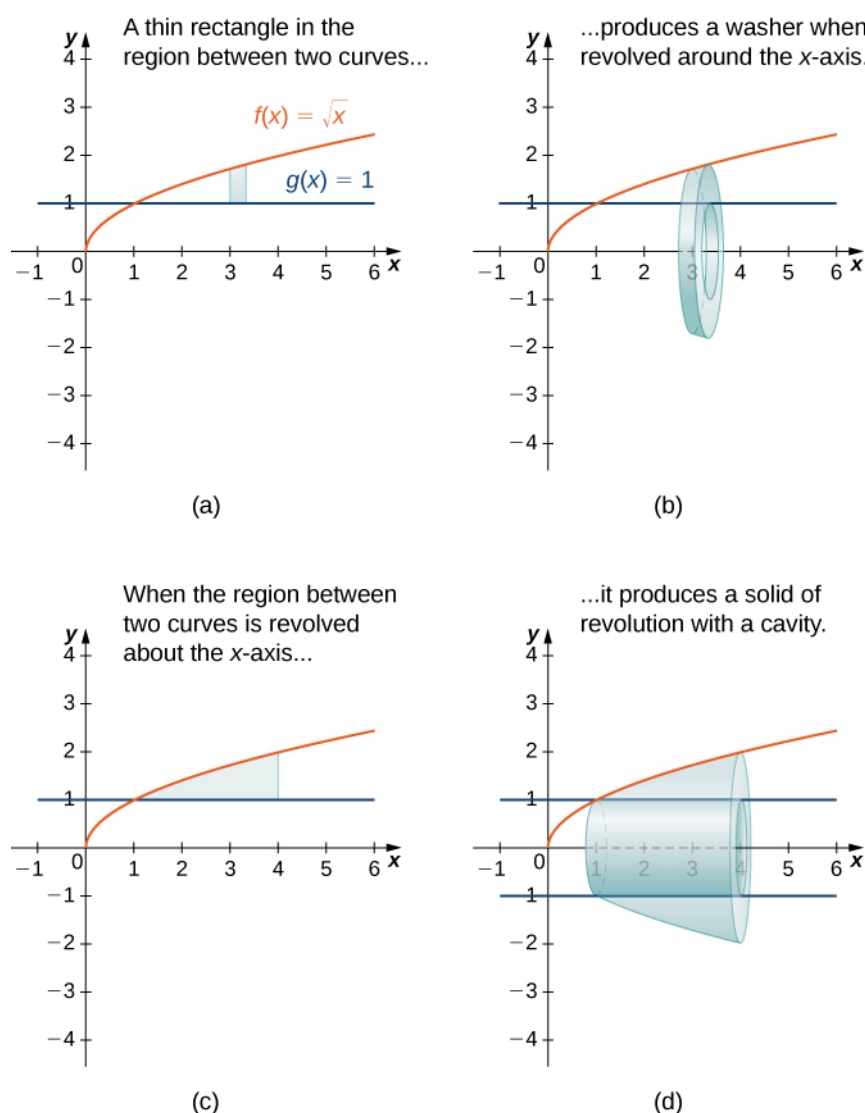 A thin rectangle in the
region between two curves...
y
4
3
f(x) = √x
2
g(x) = 1
1
−1 0 1 2 3 4 5 6 x
−1
−2
−3
−4
(a)
...produces a washer when
revolved around the x-axis.
y
4
3
2
1
−1 0 1 2 3 4 5 6 x
−1
−2
−3
−4
(b)
When the region between
two curves is revolved
about the x-axis...
y
4
3
2
1
−1 0 1 2 3 4 5 6 x
−1
−2
−3
−4
(c)
...it produces a solid of
revolution with a cavity.
y
4
3
2
1
−1 0 1 2 3 4 5 6 x
−1
−2
−3
−4
(d)